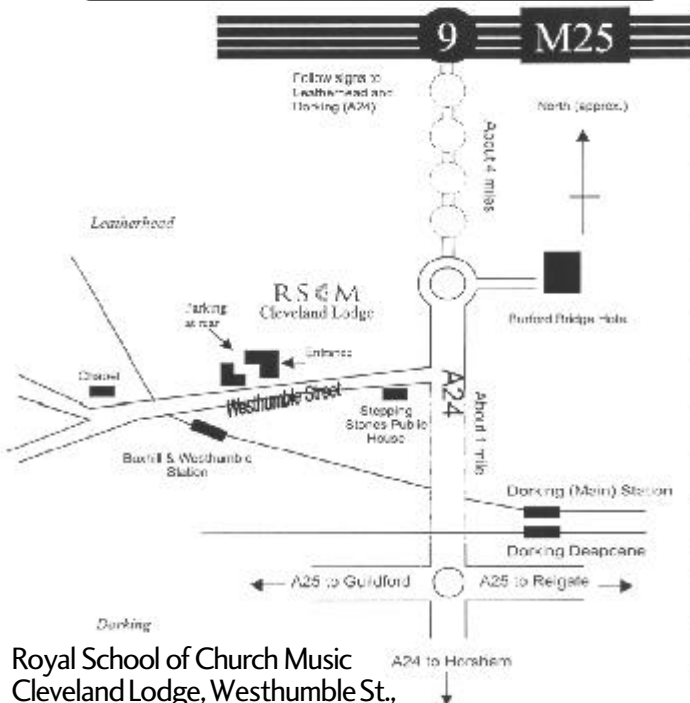 9 M25
Follow signs to
Leatherhead and
Dorking (A24)
North (approx.)
About 4 miles
Leatherhead
RSCM
Cleveland Lodge
Parking
at rear
Entrance
Burford Bridge Hotel
Chapel
Westhumble Street
A24
Stepping
Stones Public
House
About 1 mile
Boxhill & Westhumble
Station
Dorking (Main) Station
Dorking Deepdene
A25 to Guildford
A25 to Reigate
Dorking
A24 to Horsham
Royal School of Church Music
Cleveland Lodge, Westhumble St.,